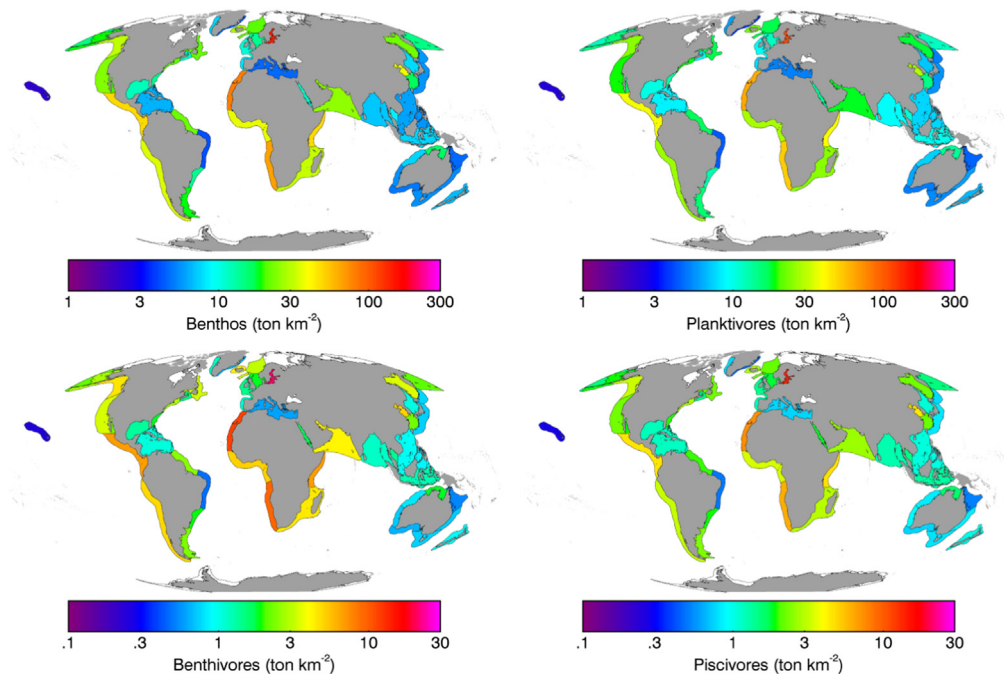 1 3 10 30 100 300
Benthos (ton km-2)
1 3 10 30 100 300
Planktivores (ton km-2)
.1 .3 1 3 10 30
Benthivores (ton km-2)
.1 .3 1 3 10 30
Piscivores (ton km-2)